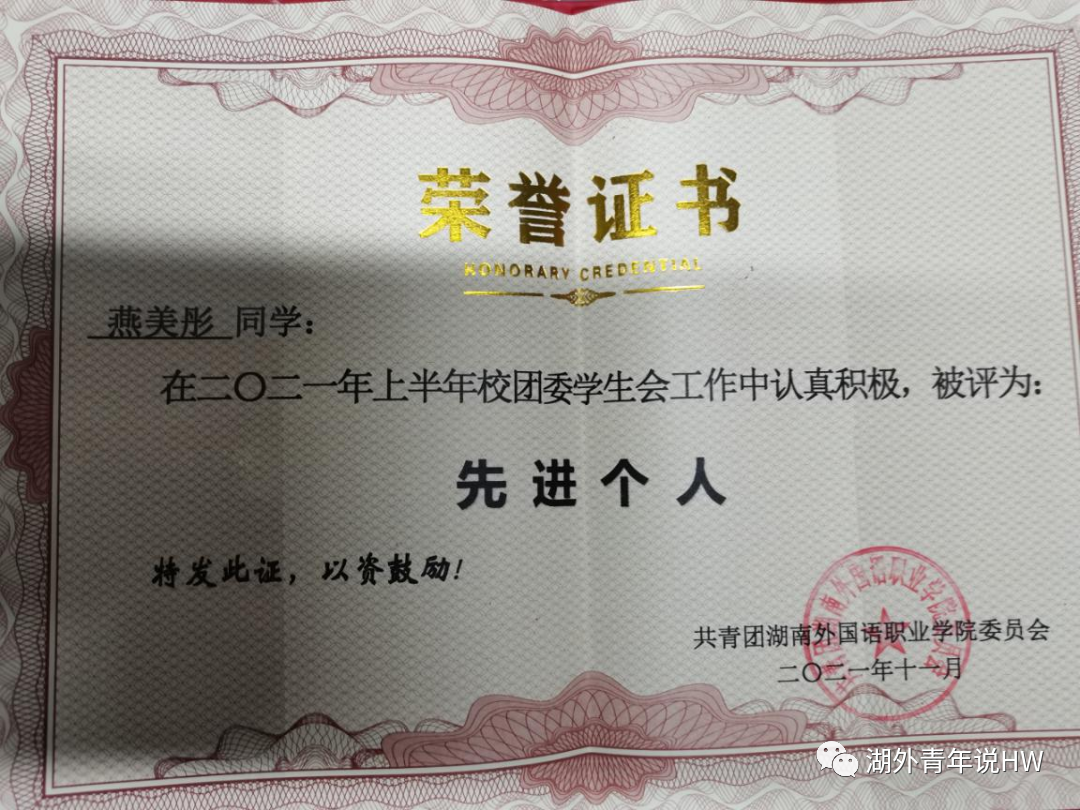 荣誉证书
HONORARY CREDENTIAL
燕美彤 同学：
在二〇二一年上半年校团委学生会工作中认真积极，被评为：
先进个人
特发此证，以资鼓励！
共青团湖南外国语职业学院委员会
二〇二一年十一月
湖外青年说HW